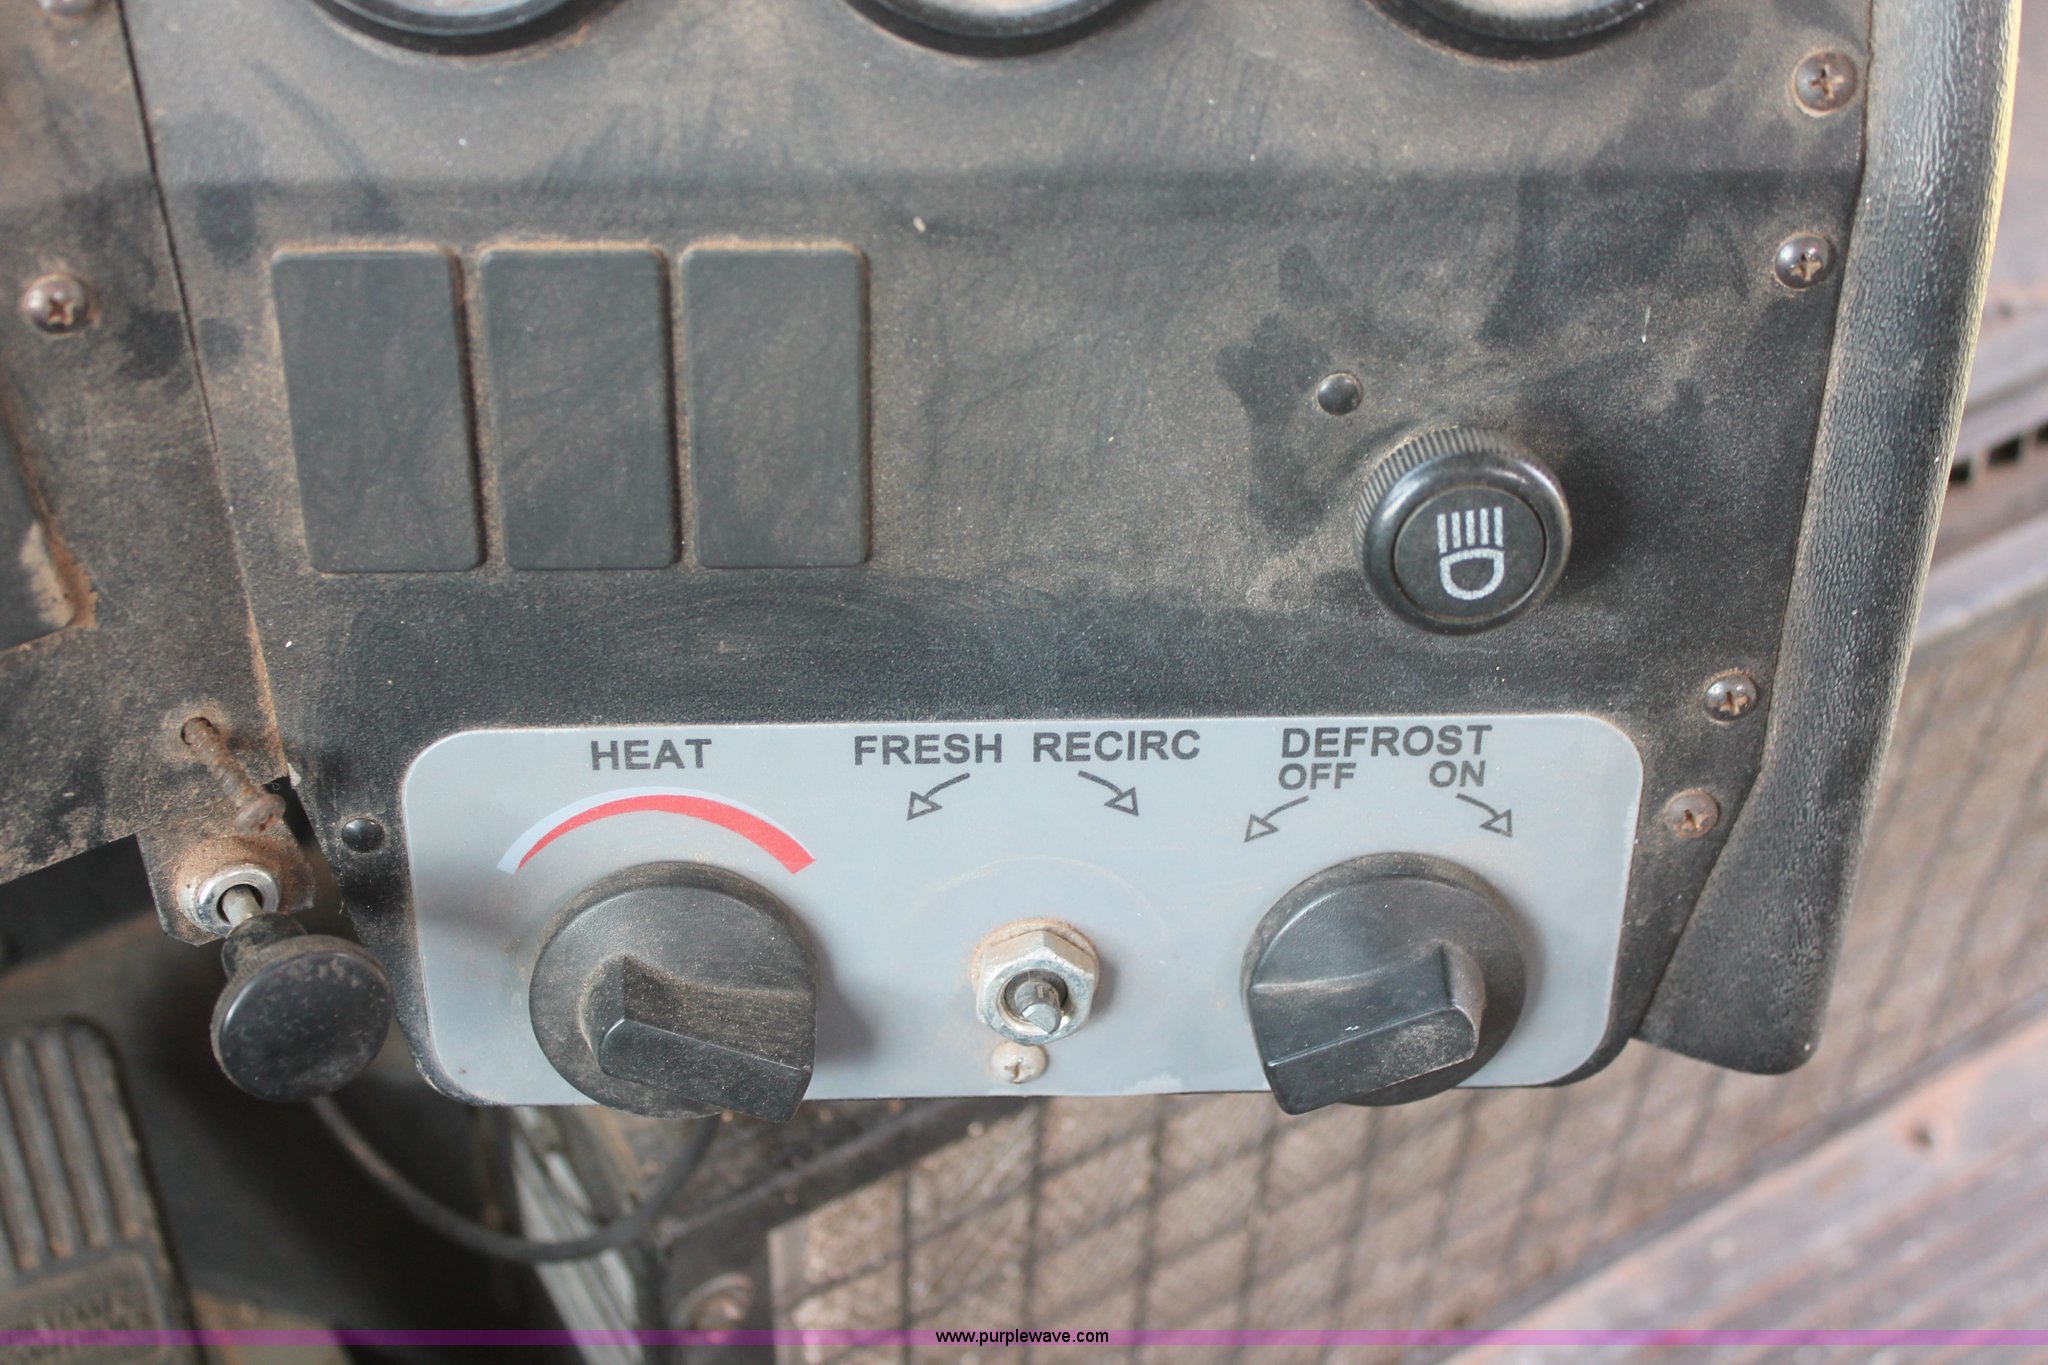 HEAT
FRESH RECIRC
DEFROST
OFF ON
www.purplewave.com